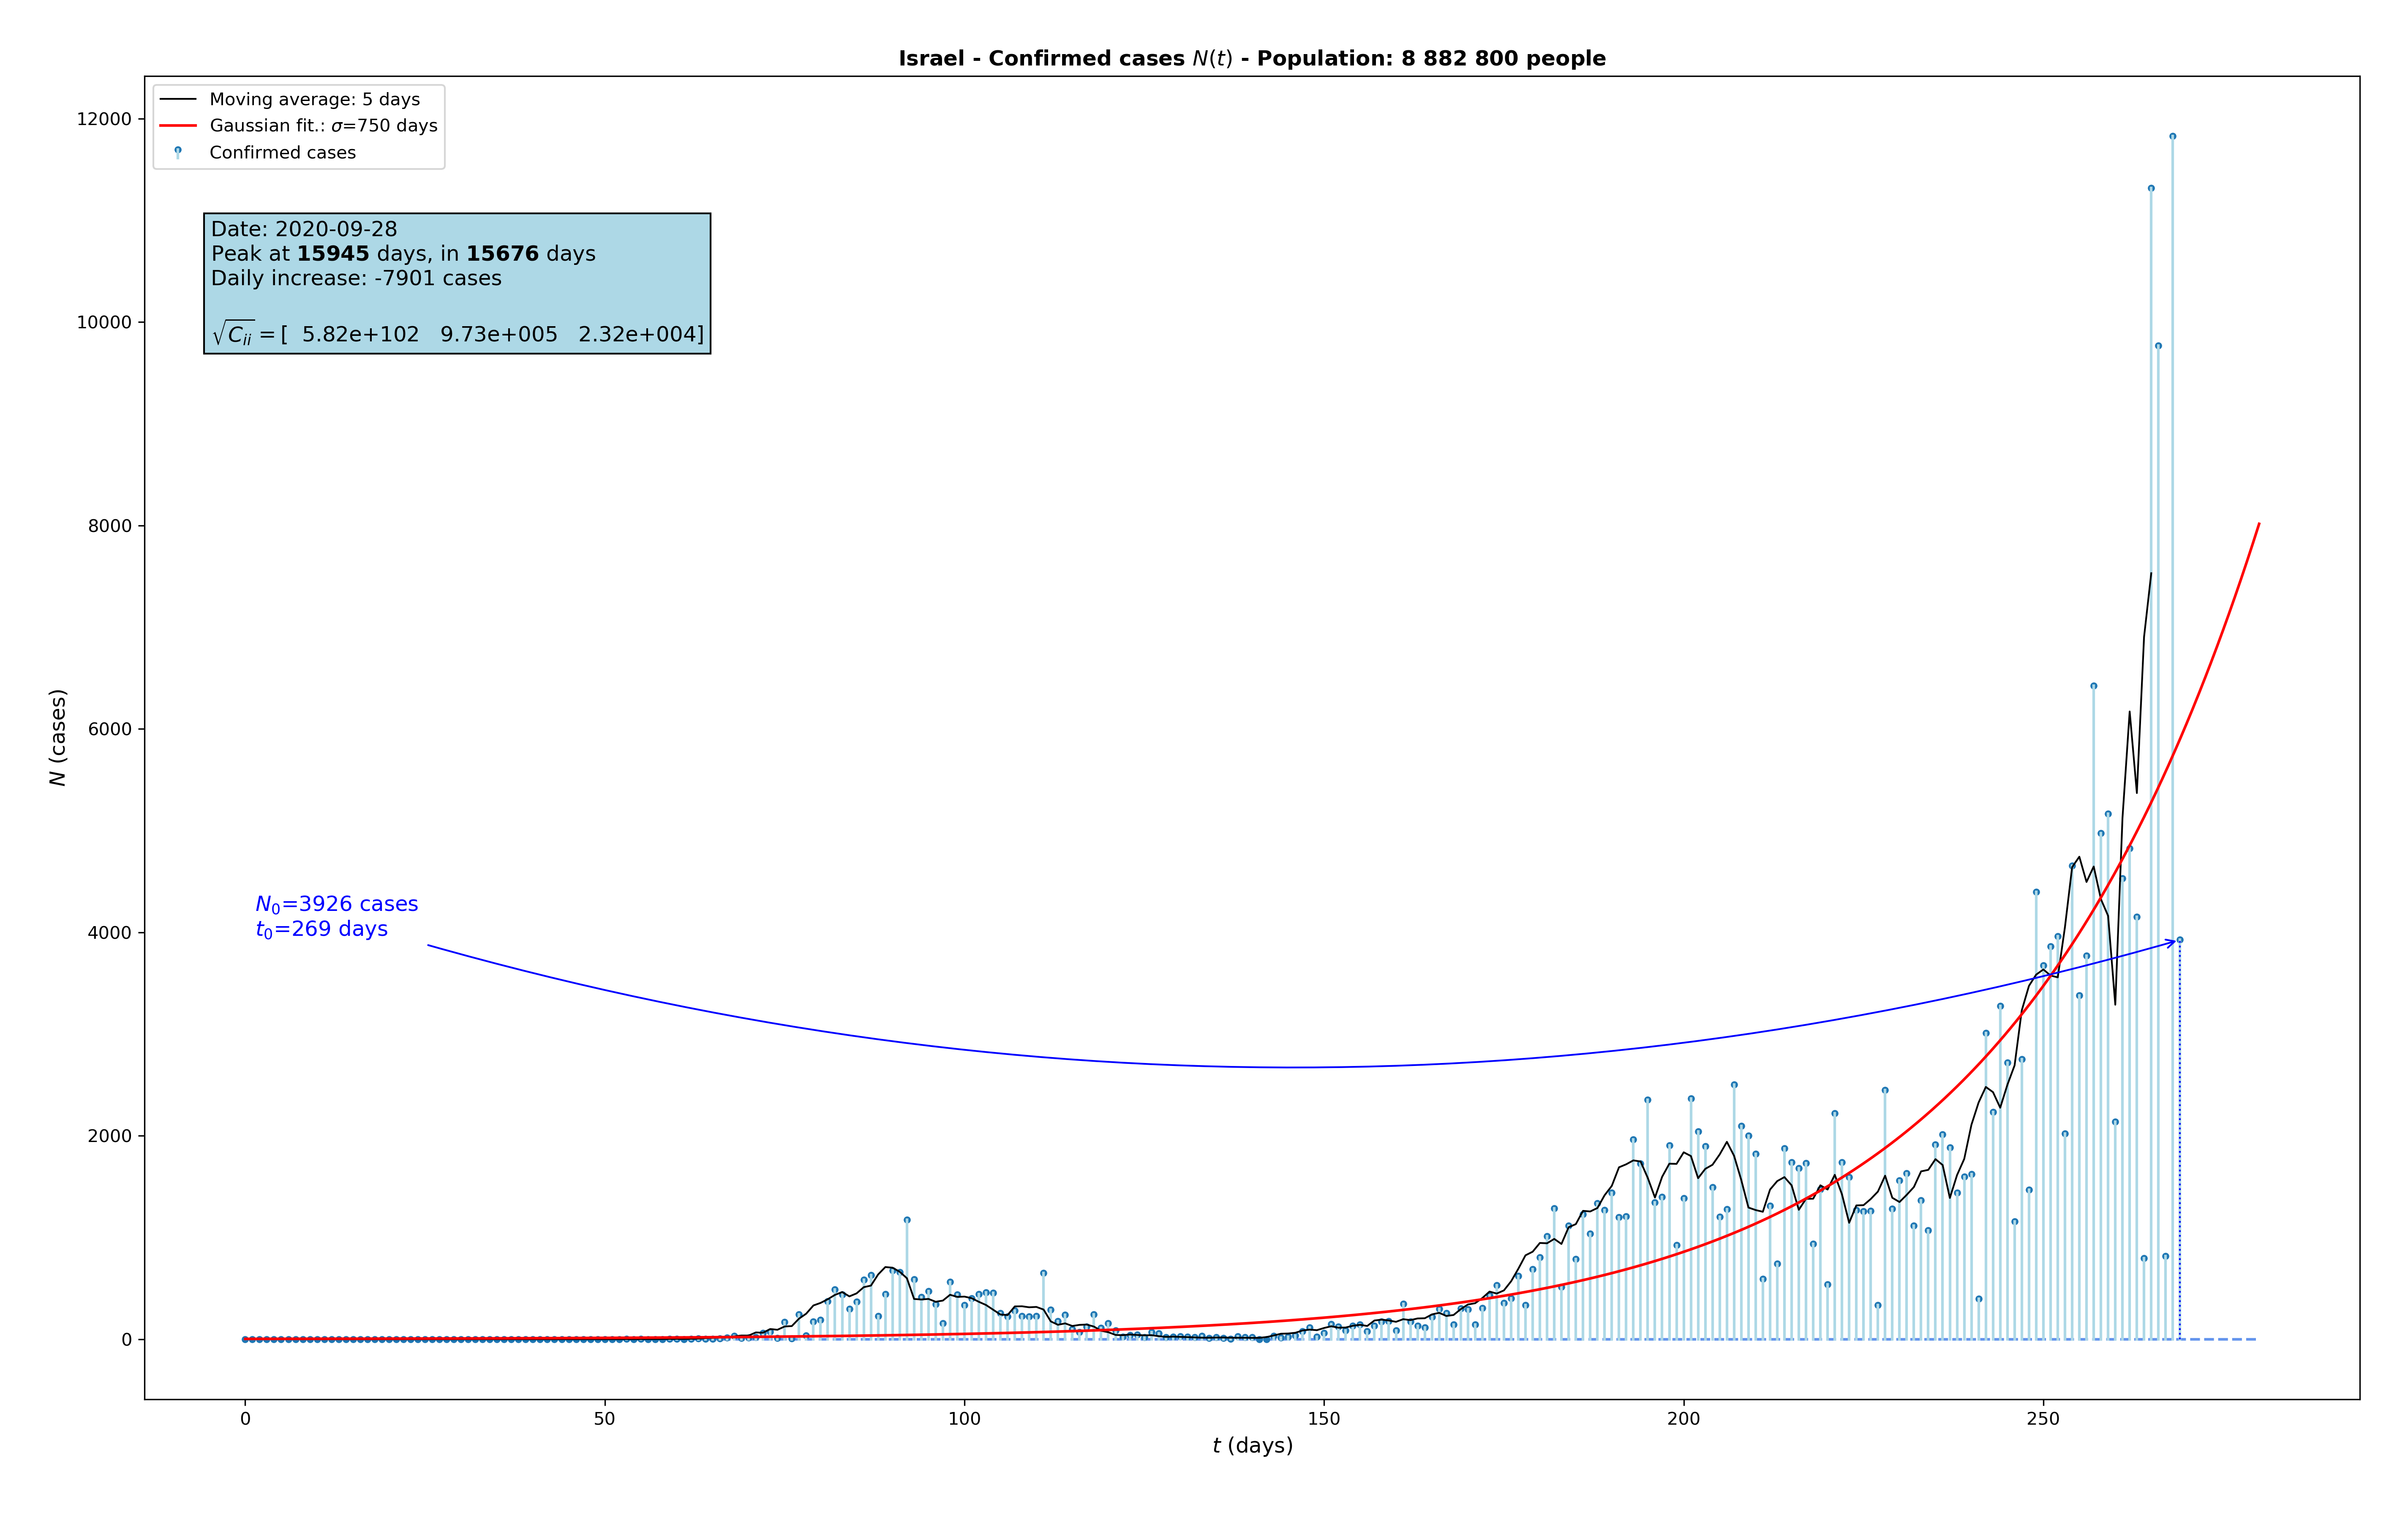 Israel - Confirmed cases N(t) - Population: 8 882 800 people
Moving average: 5 days
Gaussian fit.: σ=750 days
Confirmed cases
Date: 2020-09-28
Peak at 15945 days, in 15676 days
Daily increase: -7901 cases
√C_ii = [ 5.82e+102 9.73e+005 2.32e+004]
N₀=3926 cases
t₀=269 days
N (cases)
12000
10000
8000
6000
4000
2000
0
0 50 100 150 200 250
t (days)